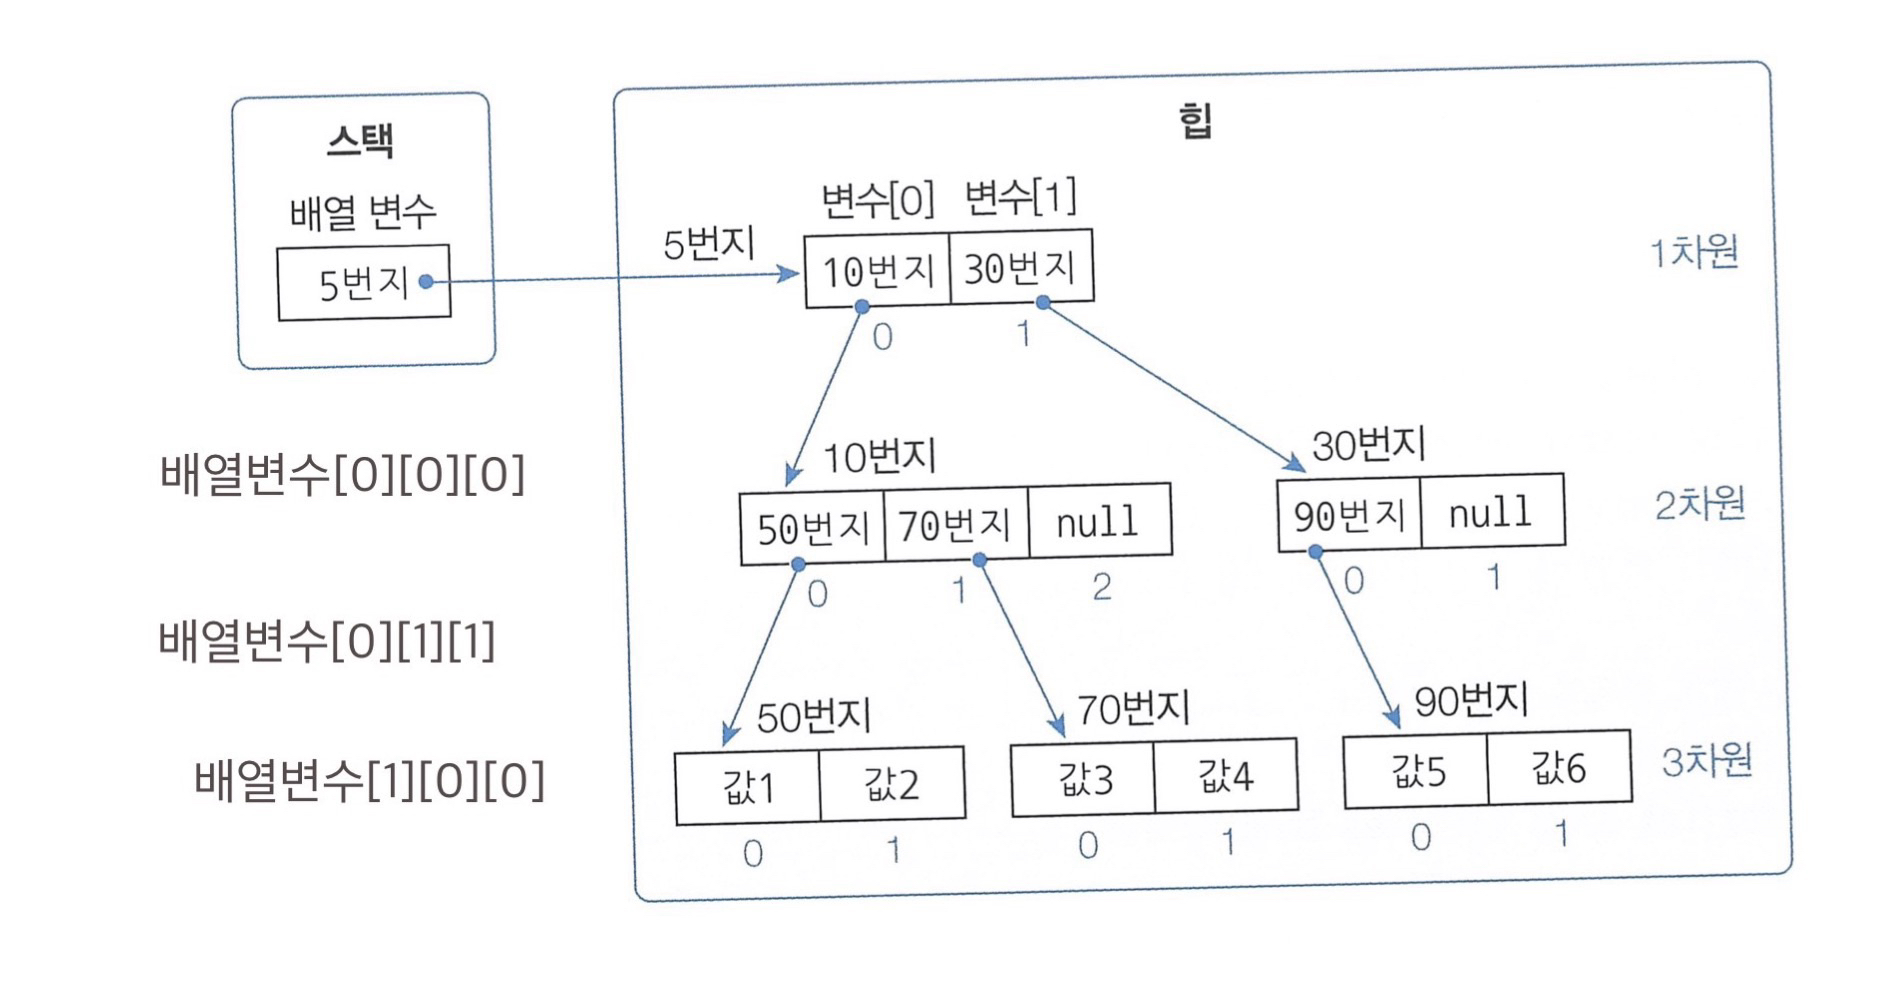 스택
힙
배열 변수
변수[0] 변수[1]
5번지
5번지
10번지 30번지
1차원
0 1
배열변수[0][0][0]
10번지
30번지
50번지 70번지 null
90번지 null
2차원
0 1 2
0 1
배열변수[0][1][1]
50번지
70번지
90번지
배열변수[1][0][0]
값1 값2
값3 값4
값5 값6
3차원
0 1
0 1
0 1